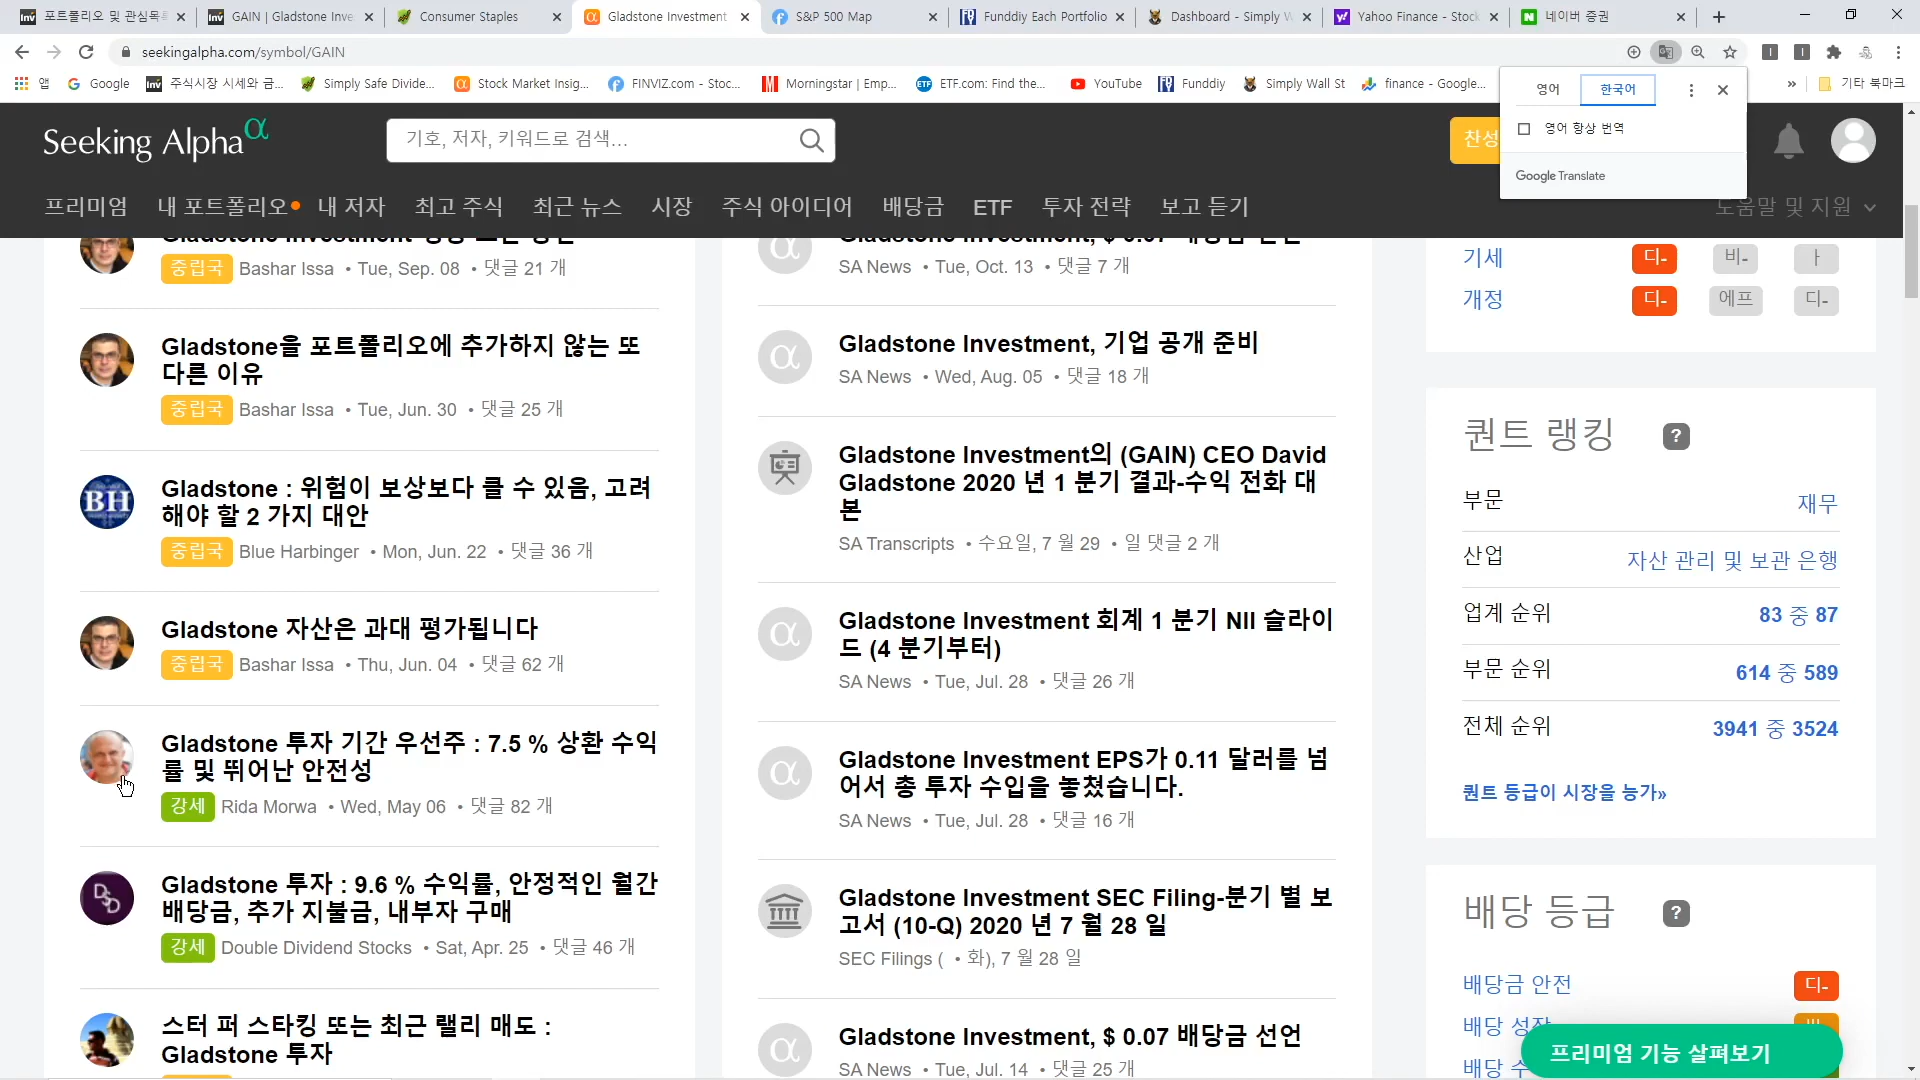 포트폴리오 및 관심목록
GAIN | Gladstone Inve
Consumer Staples
Gladstone Investment
S&P 500 Map
Funddiy Each Portfolio
Dashboard - Simply W
Yahoo Finance - Stock
네이버 증권
seekingalpha.com/symbol/GAIN
앱
Google
주식시장 시세와 금...
Simply Safe Divide...
Stock Market Insig...
FINVIZ.com - Stoc...
Morningstar | Emp...
ETF.com: Find the...
YouTube
Funddiy
Simply Wall St
finance - Google...
»
기타 북마크
영어
한국어
영어 항상 번역
Google Translate
Seeking Alpha α
기호, 저자, 키워드로 검색...
찬성
프리미엄
내 포트폴리오
내 저자
최고 주식
최근 뉴스
시장
주식 아이디어
배당금
ETF
투자 전략
보고 듣기
도움말 및 지원
중립국 Bashar Issa • Tue, Sep. 08 • 댓글 21 개
Gladstone을 포트폴리오에 추가하지 않는 또
다른 이유
중립국 Bashar Issa • Tue, Jun. 30 • 댓글 25 개
BH
Gladstone : 위험이 보상보다 클 수 있음, 고려
해야 할 2 가지 대안
중립국 Blue Harbinger • Mon, Jun. 22 • 댓글 36 개
Gladstone 자산은 과대 평가됩니다
중립국 Bashar Issa • Thu, Jun. 04 • 댓글 62 개
Gladstone 투자 기간 우선주 : 7.5 % 상환 수익
률 및 뛰어난 안전성
강세 Rida Morwa • Wed, May 06 • 댓글 82 개
DSD
Gladstone 투자 : 9.6 % 수익률, 안정적인 월간
배당금, 추가 지불금, 내부자 구매
강세 Double Dividend Stocks • Sat, Apr. 25 • 댓글 46 개
스터 퍼 스타킹 또는 최근 랠리 매도 :
Gladstone 투자
Gladstone Investment, $ 0.07 배당금 선언
SA News • Tue, Oct. 13 • 댓글 7 개
Gladstone Investment, 기업 공개 준비
SA News • Wed, Aug. 05 • 댓글 18 개
Gladstone Investment의 (GAIN) CEO David
Gladstone 2020 년 1 분기 결과-수익 전화 대
본
SA Transcripts • 수요일, 7 월 29 • 일 댓글 2 개
Gladstone Investment 회계 1 분기 NII 슬라이
드 (4 분기부터)
SA News • Tue, Jul. 28 • 댓글 26 개
Gladstone Investment EPS가 0.11 달러를 넘
어서 총 투자 수입을 놓쳤습니다.
SA News • Tue, Jul. 28 • 댓글 16 개
Gladstone Investment SEC Filing-분기 별 보
고서 (10-Q) 2020 년 7 월 28 일
SEC Filings ( • 화), 7 월 28 일
Gladstone Investment, $ 0.07 배당금 선언
SA News • Tue, Jul. 14 • 댓글 25 개
기세 디- 비- ㅏ
개정 디- 에프 디-
퀀트 랭킹 ?
부문 재무
산업 자산 관리 및 보관 은행
업계 순위 83 중 87
부문 순위 614 중 589
전체 순위 3941 중 3524
퀀트 등급이 시장을 능가»
배당 등급 ?
배당금 안전 디-
배당 성장
배당 수
프리미엄 기능 살펴보기